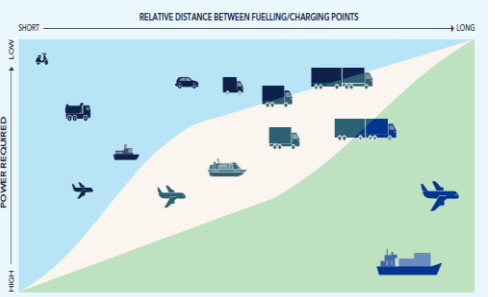 RELATIVE DISTANCE BETWEEN FUELLING/CHARGING POINTS
SHORT
LONG
LOW
POWER REQUIRED
HIGH